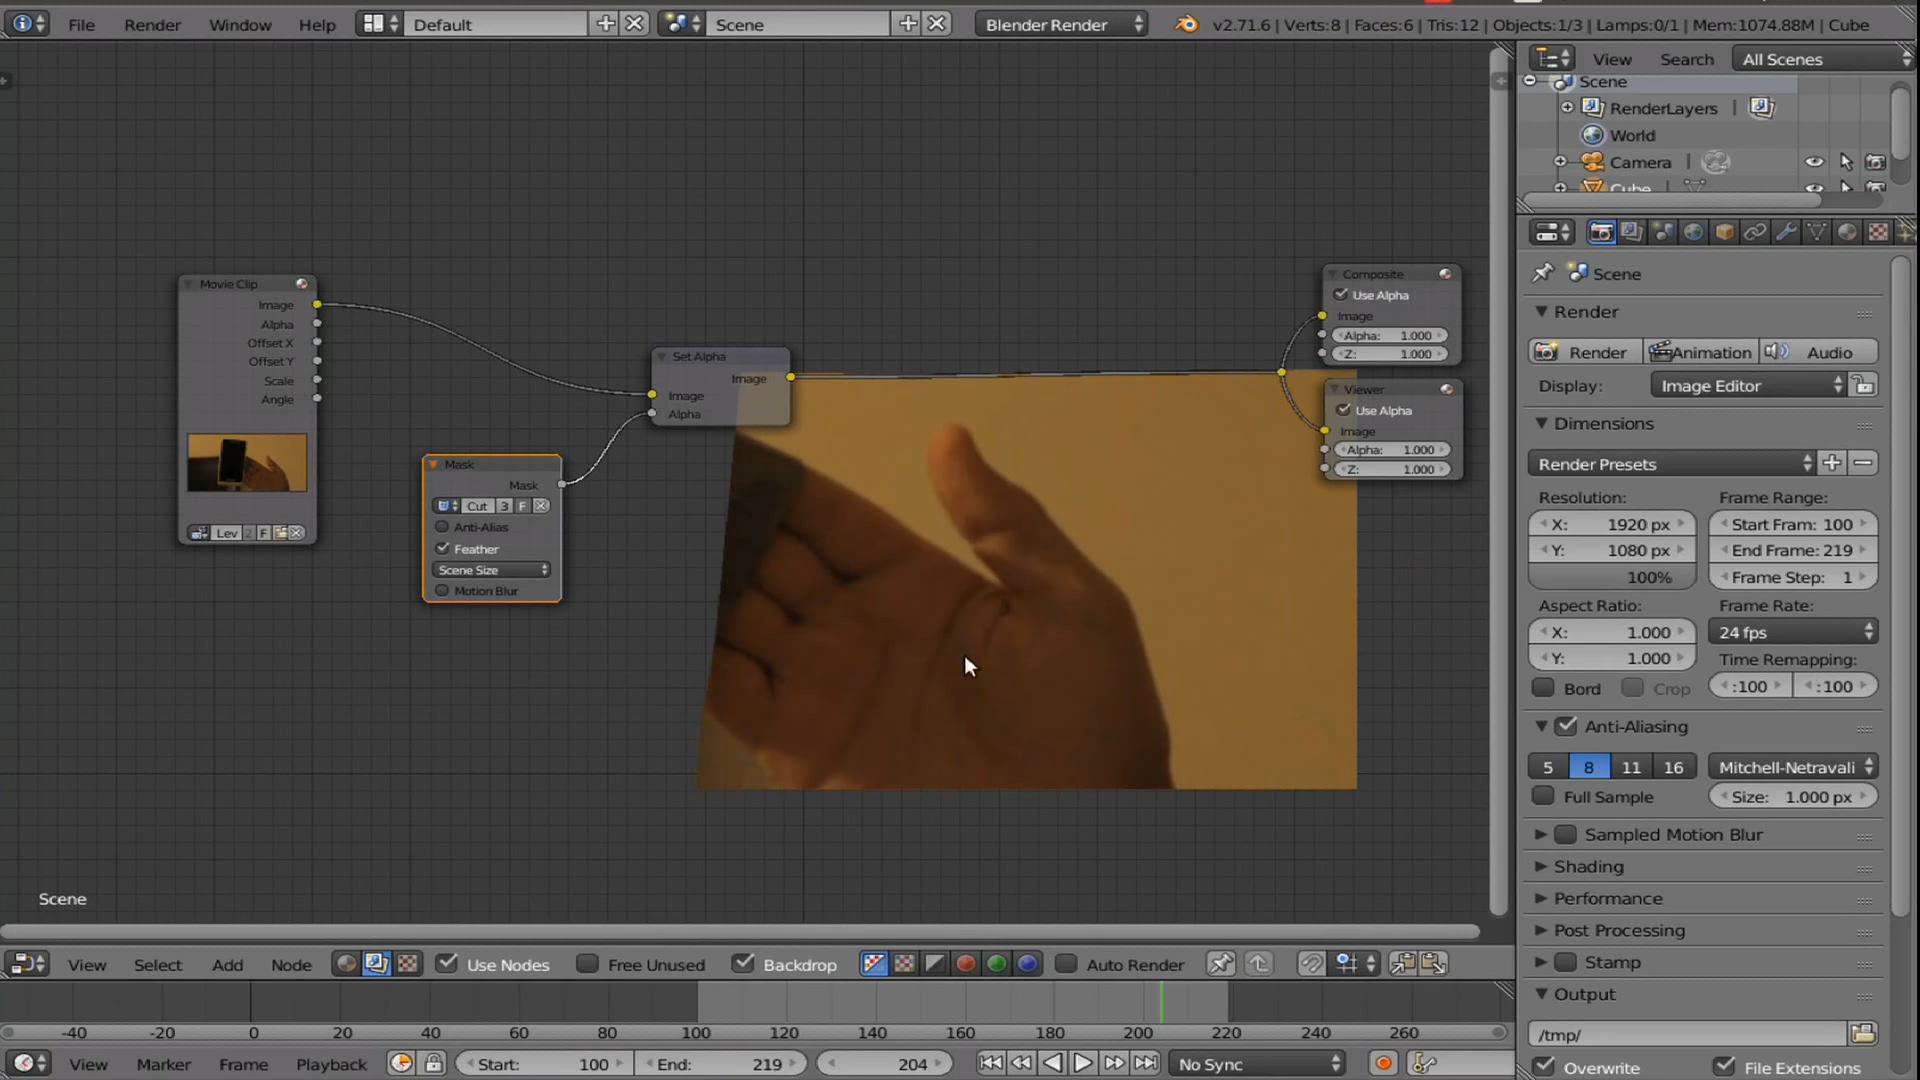 File Render Window Help Default Scene Blender Render v2.71.6 | Verts:8 | Faces:6 | Tris:12 | Objects:1/3 | Lamps:0/1 | Mem:1074.88M | Cube
View Search All Scenes
Scene
RenderLayers
World
Camera
Cube
Scene
Render
Render Animation Audio
Display: Image Editor
Dimensions
Render Presets
Resolution: Frame Range:
X: 1920 px Start Fram: 100
Y: 1080 px End Frame: 219
100% Frame Step: 1
Aspect Ratio: Frame Rate:
X: 1.000 24 fps
Y: 1.000 Time Remapping:
Bord Crop :100 :100
Anti-Aliasing
5 8 11 16 Mitchell-Netravali
Full Sample Size: 1.000 px
Sampled Motion Blur
Shading
Performance
Post Processing
Stamp
Output
/tmp/
Overwrite File Extensions
Movie Clip
Image
Alpha
Offset X
Offset Y
Scale
Angle
Lev 2 F
Mask
Mask
Cut 3 F
Anti-Alias
Feather
Scene Size
Motion Blur
Set Alpha
Image
Image
Alpha
Composite
Use Alpha
Image
Alpha: 1.000
Z: 1.000
Viewer
Use Alpha
Image
Alpha: 1.000
Z: 1.000
Scene
View Select Add Node Use Nodes Free Unused Backdrop Auto Render
-40 -20 0 20 40 60 80 100 120 140 160 180 200 220 240 260
View Marker Frame Playback Start: 100 End: 219 204 No Sync